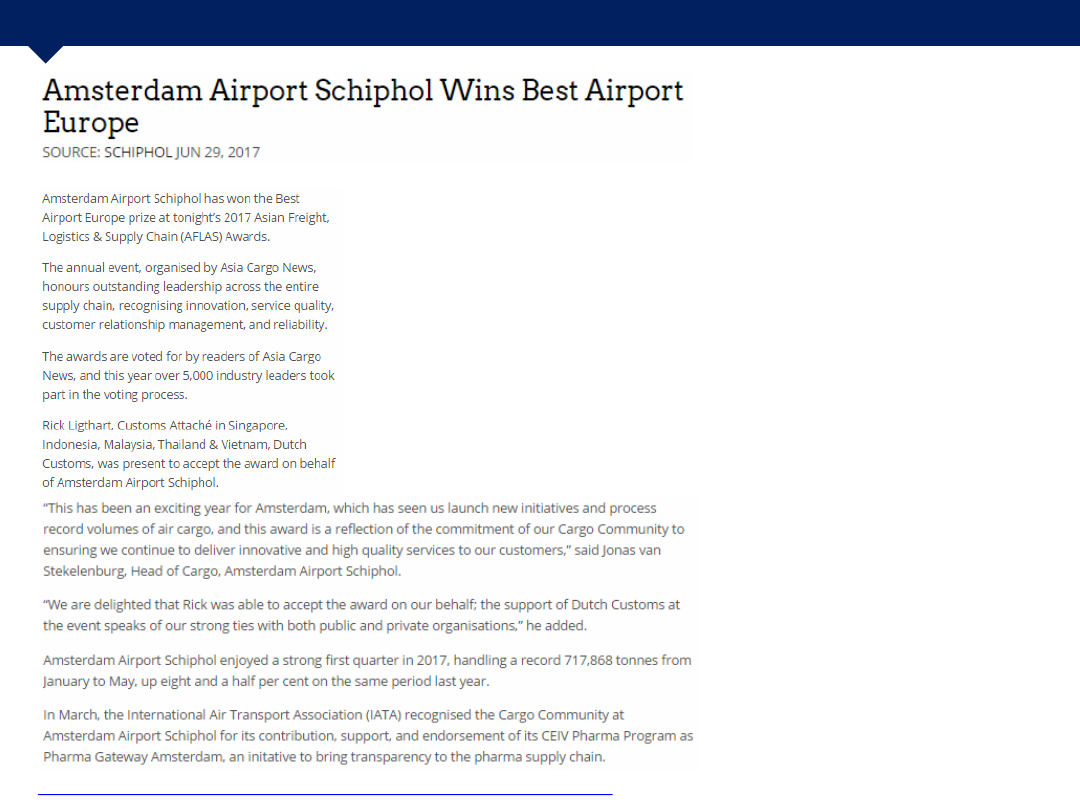 Amsterdam Airport Schiphol Wins Best Airport
Europe
SOURCE: SCHIPHOL JUN 29, 2017
Amsterdam Airport Schiphol has won the Best
Airport Europe prize at tonight's 2017 Asian Freight,
Logistics & Supply Chain (AFLAS) Awards.
The annual event, organised by Asia Cargo News,
honours outstanding leadership across the entire
supply chain, recognising innovation, service quality,
customer relationship management, and reliability.
The awards are voted for by readers of Asia Cargo
News, and this year over 5,000 industry leaders took
part in the voting process.
Rick Ligthart, Customs Attaché in Singapore,
Indonesia, Malaysia, Thailand & Vietnam, Dutch
Customs, was present to accept the award on behalf
of Amsterdam Airport Schiphol.
“This has been an exciting year for Amsterdam, which has seen us launch new initiatives and process
record volumes of air cargo, and this award is a reflection of the commitment of our Cargo Community to
ensuring we continue to deliver innovative and high quality services to our customers,” said Jonas van
Stekelenburg, Head of Cargo, Amsterdam Airport Schiphol.
“We are delighted that Rick was able to accept the award on our behalf; the support of Dutch Customs at
the event speaks of our strong ties with both public and private organisations,” he added.
Amsterdam Airport Schiphol enjoyed a strong first quarter in 2017, handling a record 717,868 tonnes from
January to May, up eight and a half per cent on the same period last year.
In March, the International Air Transport Association (IATA) recognised the Cargo Community at
Amsterdam Airport Schiphol for its contribution, support, and endorsement of its CEIV Pharma Program as
Pharma Gateway Amsterdam, an initative to bring transparency to the pharma supply chain.